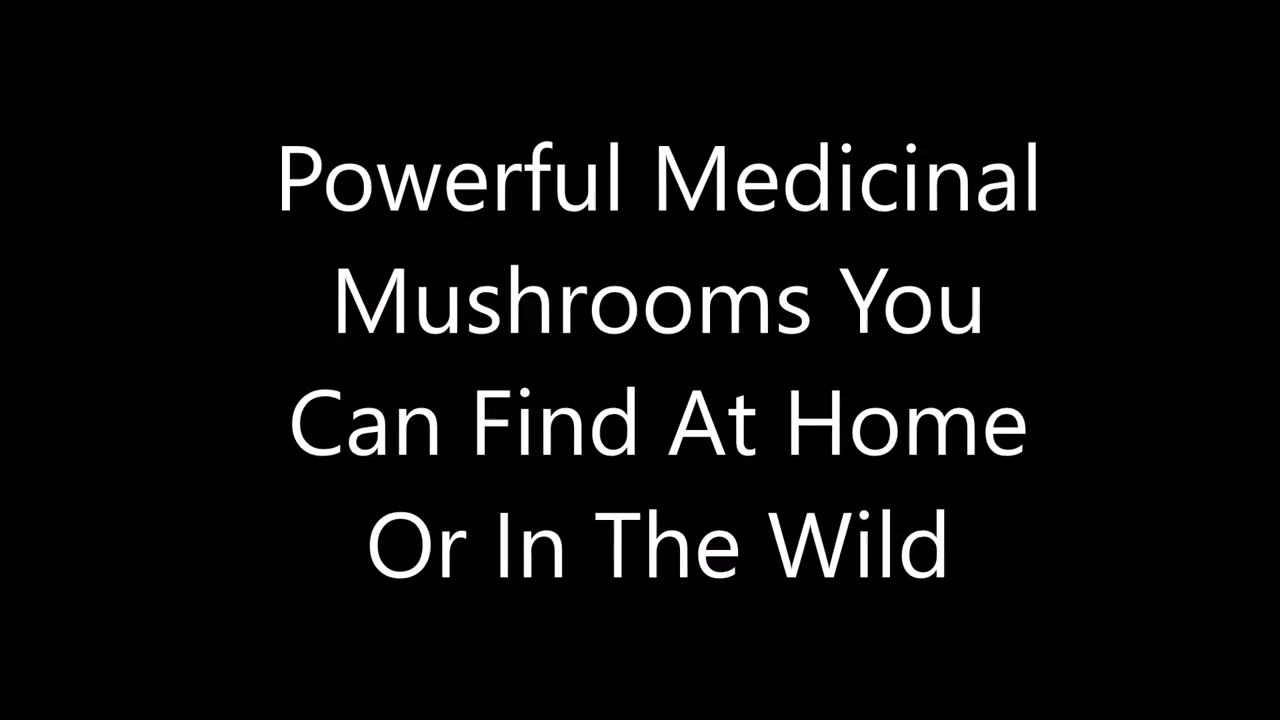 Powerful Medicinal
Mushrooms You
Can Find At Home
Or In The Wild